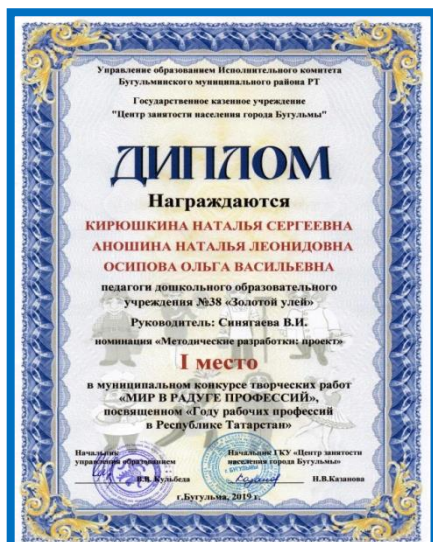 Управление образованием Исполнительного комитета
Бугульминского муниципального района РТ
Государственное казенное учреждение
"Центр занятости населения города Бугульмы"
ДИПЛОМ
Награждаются
КИРЮШКИНА НАТАЛЬЯ СЕРГЕЕВНА
АНОШИНА НАТАЛЬЯ ЛЕОНИДОВНА
ОСИПОВА ОЛЬГА ВАСИЛЬЕВНА
педагоги дошкольного образовательного
учреждения №38 «Золотой улей»
Руководитель: Синягаева В.И.
номинация «Методические разработки: проект»
I место
в муниципальном конкурсе творческих работ
«МИР В РАДУГЕ ПРОФЕССИЙ»,
посвященном «Году рабочих профессий
в Республике Татарстан»
Начальник
управления образованием
В.В. Кульбеда
Начальник ГКУ «Центр занятости
населения города Бугульмы»
Н.В.Казанова
г.Бугульма, 2019 г.